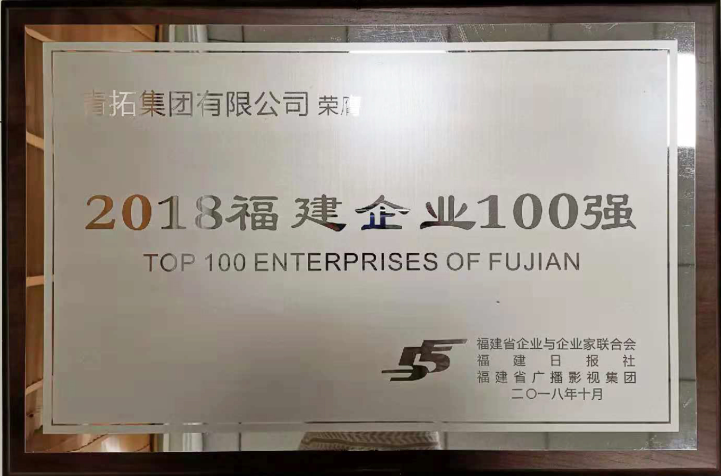 青拓集团有限公司 荣膺
2018福建企业100强
TOP 100 ENTERPRISES OF FUJIAN
55
福建省企业与企业家联合会
福建日报社
福建省广播影视集团
二〇一八年十月